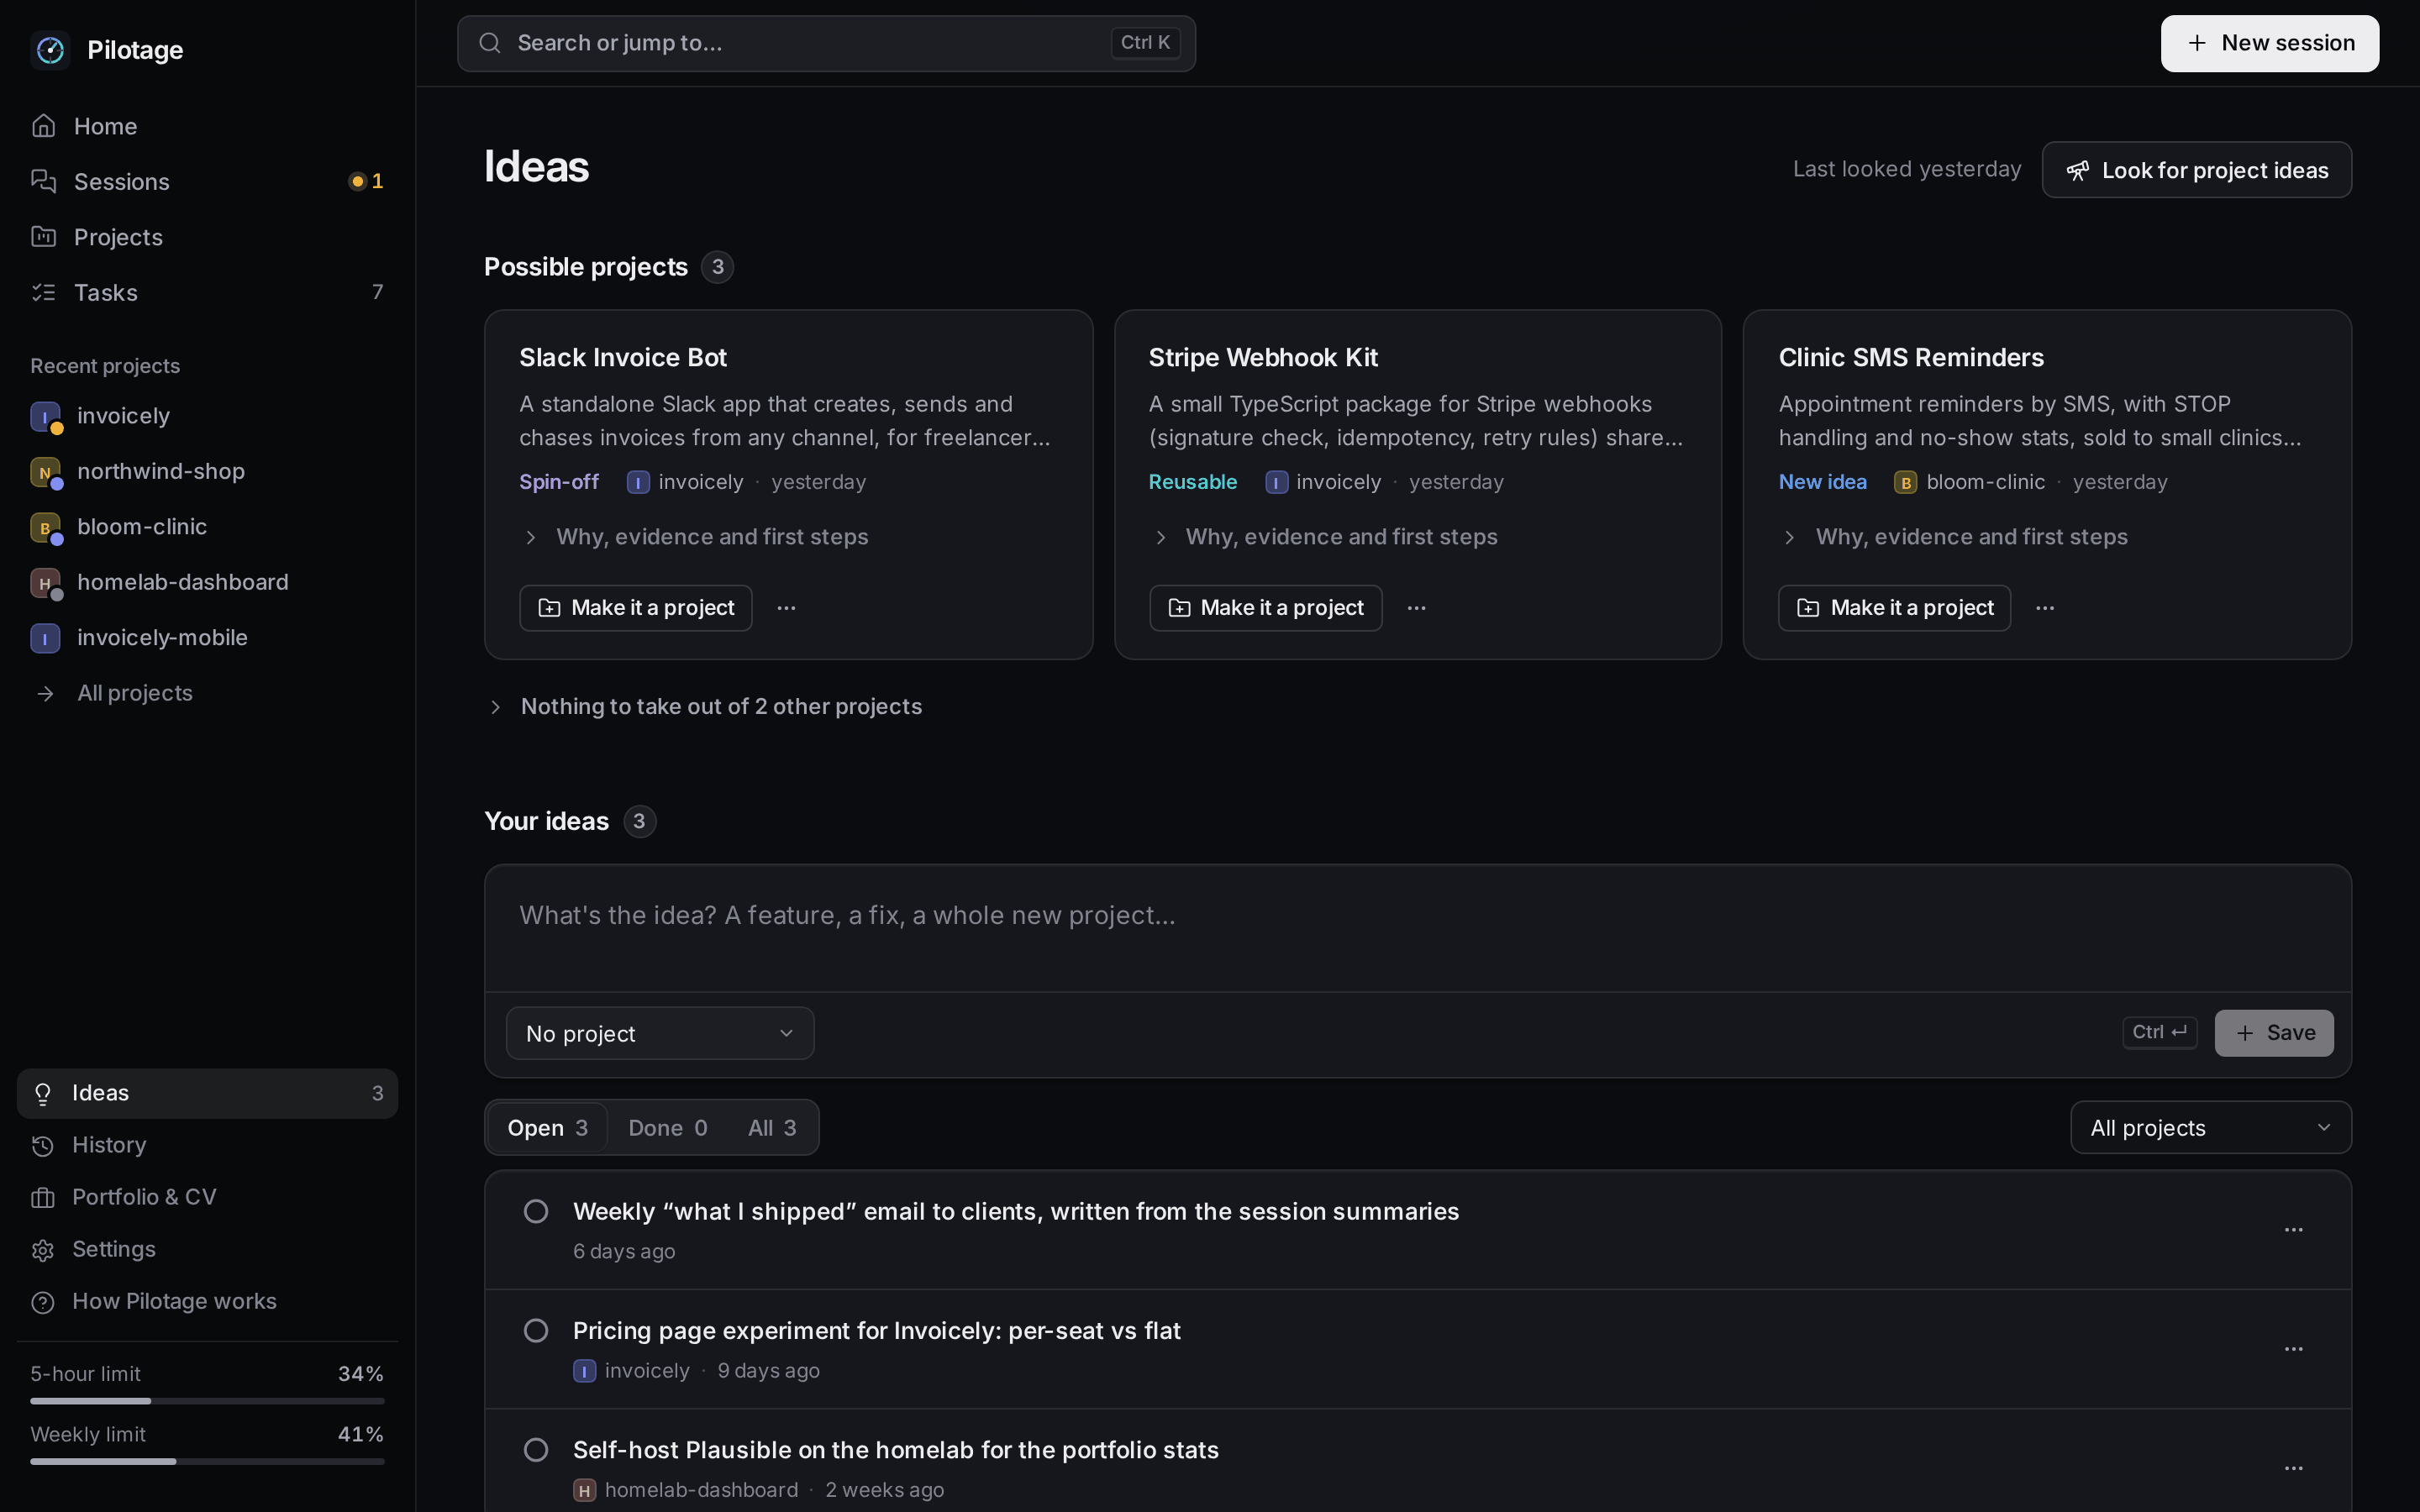 Pilotage
Search or jump to...
Ctrl K
New session
Home
Sessions
1
Projects
Tasks
7
Recent projects
I
invoicely
N
northwind-shop
B
bloom-clinic
H
homelab-dashboard
I
invoicely-mobile
All projects
Ideas
3
History
Portfolio & CV
Settings
How Pilotage works
5-hour limit
34%
Weekly limit
41%
Ideas
Last looked yesterday
Look for project ideas
Possible projects 3
Slack Invoice Bot
A standalone Slack app that creates, sends and
chases invoices from any channel, for freelancer...
Spin-off I invoicely · yesterday
Why, evidence and first steps
Make it a project
Stripe Webhook Kit
A small TypeScript package for Stripe webhooks
(signature check, idempotency, retry rules) share...
Reusable I invoicely · yesterday
Why, evidence and first steps
Make it a project
Clinic SMS Reminders
Appointment reminders by SMS, with STOP
handling and no-show stats, sold to small clinics...
New idea B bloom-clinic · yesterday
Why, evidence and first steps
Make it a project
Nothing to take out of 2 other projects
Your ideas 3
What's the idea? A feature, a fix, a whole new project...
No project
Ctrl ↵
Save
Open 3
Done 0
All 3
All projects
Weekly “what I shipped” email to clients, written from the session summaries
6 days ago
Pricing page experiment for Invoicely: per-seat vs flat
I invoicely · 9 days ago
Self-host Plausible on the homelab for the portfolio stats
H homelab-dashboard · 2 weeks ago